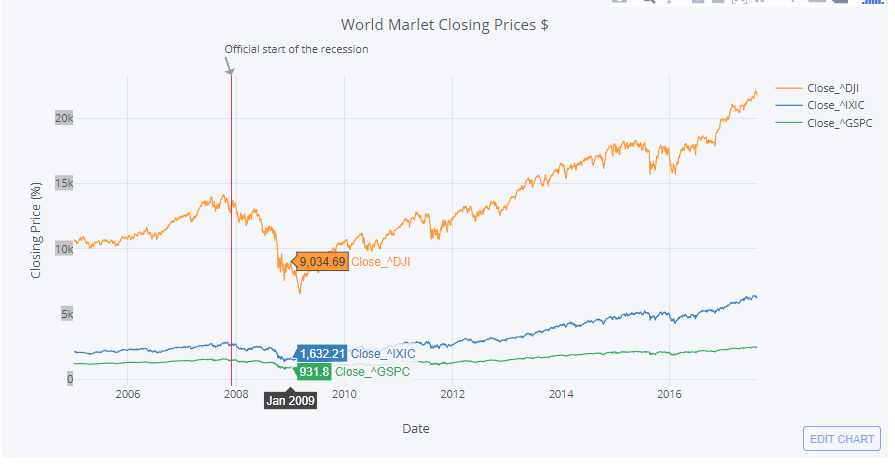 World Marlet Closing Prices $
Official start of the recession
Close_^DJI
Close_^IXIC
Close_^GSPC
20k
15k
10k
5k
0
Closing Price (%)
9,034.69 Close_^DJI
1,632.21 Close_^IXIC
931.8 Close_^GSPC
2006
2008
2010
2012
2014
2016
Jan 2009
Date
EDIT CHART